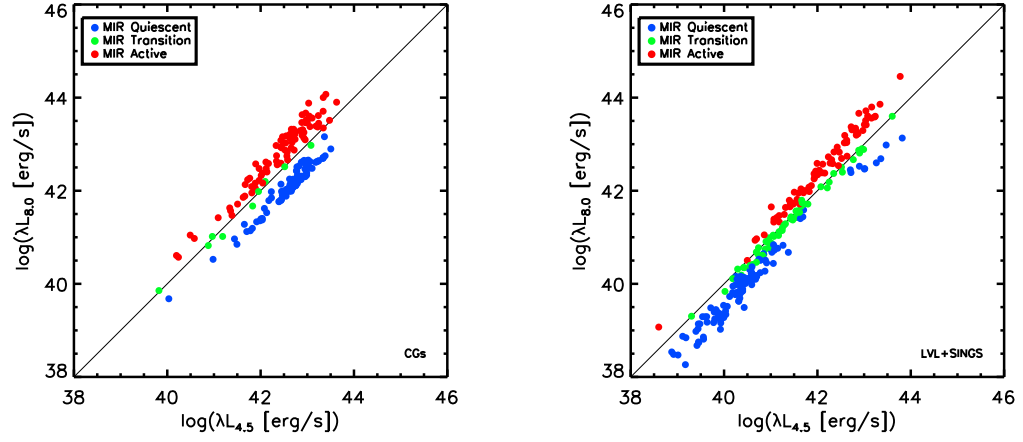 46
44
42
40
38
log(λL8.0 [erg/s])
MIR Quiescent
MIR Transition
MIR Active
CGs
38 40 42 44 46
log(λL4.5 [erg/s])
46
44
42
40
38
log(λL8.0 [erg/s])
MIR Quiescent
MIR Transition
MIR Active
LVL+SINGS
38 40 42 44 46
log(λL4.5 [erg/s])